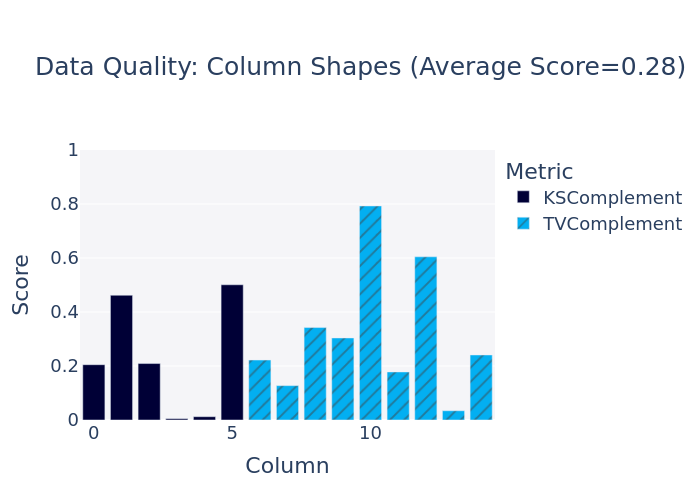 Data Quality: Column Shapes (Average Score=0.28)
1
0.8
0.6
0.4
0.2
0
Score
0
5
10
Column
Metric
KSComplement
TVComplement